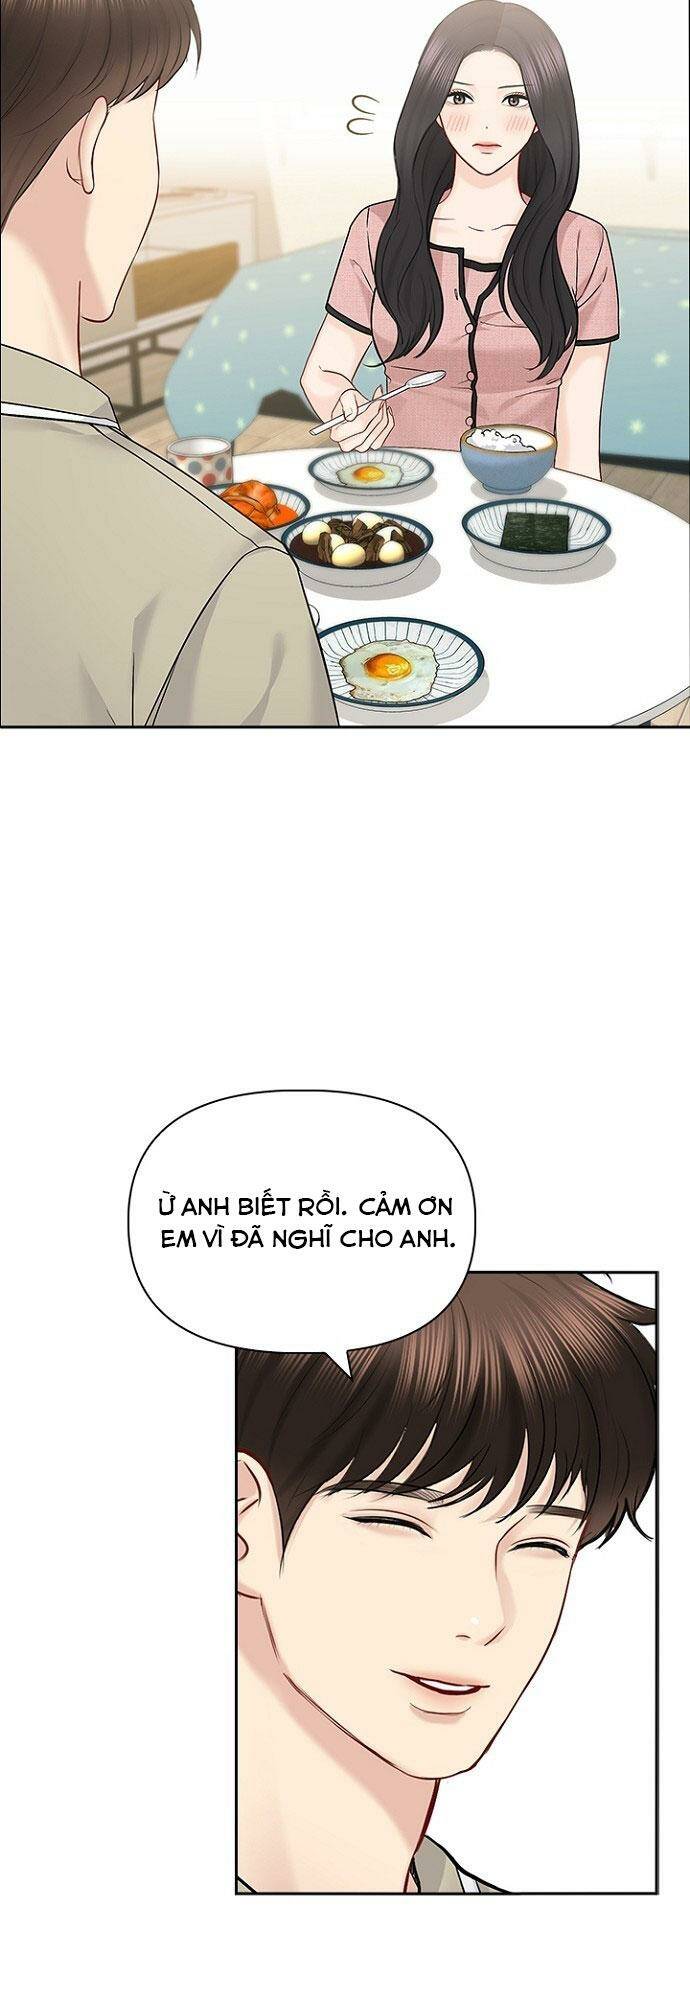 Ừ ANH BIẾT RỒI. CẢM ƠN
EM VÌ ĐÃ NGHĨ CHO ANH.